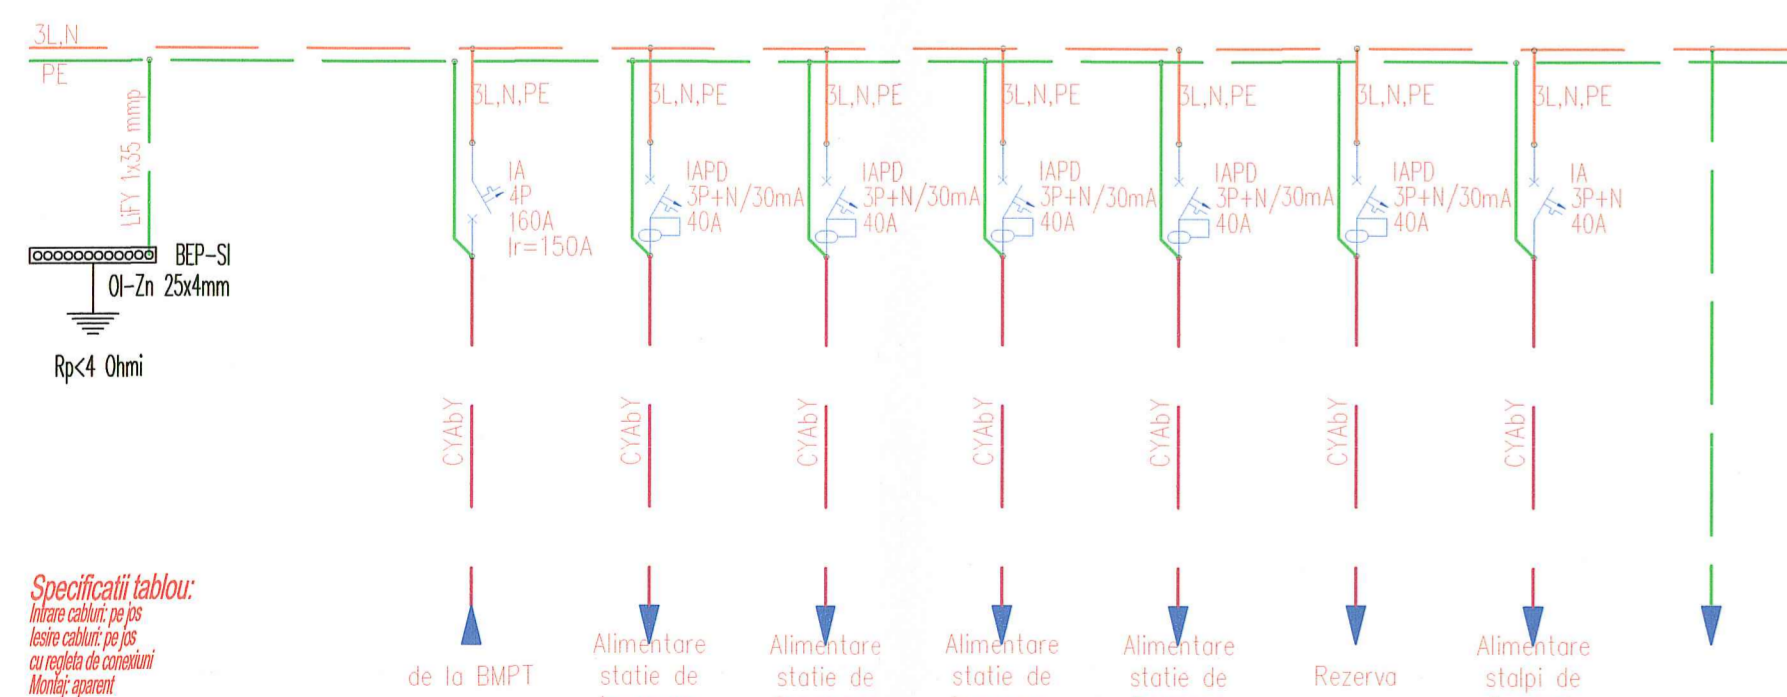 3L,N
PE
LiFY 1x35 mmp
BEP-SI
Ol-Zn 25x4mm
Rp<4 Ohmi
3L,N,PE
IA
4P
160A
Ir=150A
CYAbY
de la BMPT
3L,N,PE
IAPD
3P+N/30mA
40A
CYAbY
Alimentare
statie de
3L,N,PE
IAPD
3P+N/30mA
40A
CYAbY
Alimentare
statie de
3L,N,PE
IAPD
3P+N/30mA
40A
CYAbY
Alimentare
statie de
3L,N,PE
IAPD
3P+N/30mA
40A
CYAbY
Alimentare
statie de
3L,N,PE
IAPD
3P+N/30mA
40A
CYAbY
Rezerva
3L,N,PE
IA
3P+N
40A
CYAbY
Alimentare
stalpi de
Specificatii tablou:
Intrare cabluri: pe jos
Iesire cabluri: pe jos
cu regleta de conexiuni
Montaj: aparent